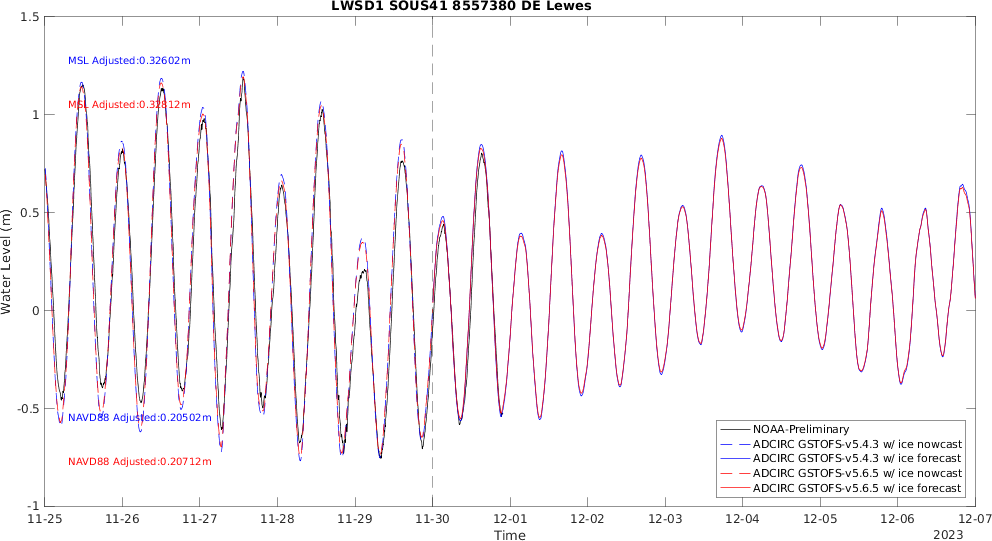 LWSD1 SOUS41 8557380 DE Lewes
Water Level (m)
1.5
1
0.5
0
-0.5
-1
MSL Adjusted:0.32602m
MSL Adjusted:0.32812m
NAVD88 Adjusted:0.20502m
NAVD88 Adjusted:0.20712m
NOAA-Preliminary
ADCIRC GSTOFS-v5.4.3 w/ ice nowcast
ADCIRC GSTOFS-v5.4.3 w/ ice forecast
ADCIRC GSTOFS-v5.6.5 w/ ice nowcast
ADCIRC GSTOFS-v5.6.5 w/ ice forecast
11-25 11-26 11-27 11-28 11-29 11-30 12-01 12-02 12-03 12-04 12-05 12-06 12-07
Time
2023